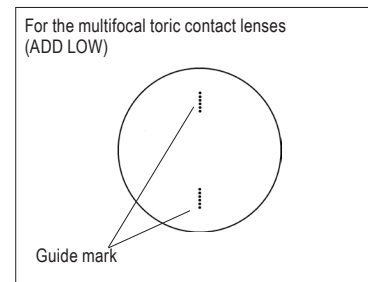 For the multifocal toric contact lenses
(ADD LOW)
Guide mark